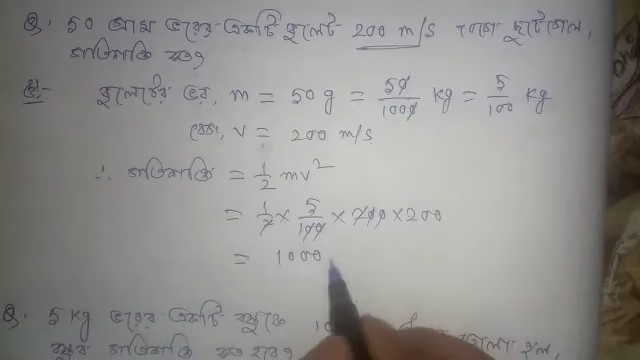 Q. 50 গ্রাম ভরের একটি বুলেট 200 m/s বেগে ছুটে গেল,
গতিশক্তি কত?
উঃ- বুলেটের ভর, m = 50 g = 50/1000 kg = 5/100 kg
বেগ, v = 200 m/s
∴ গতিশক্তি = 1/2 mv²
= 1/2 × 5/100 × 200 × 200
= 1000
Q. 5 kg ভরের একটি বস্তুকে 10
বস্তুর গতিশক্তি কত হবে?